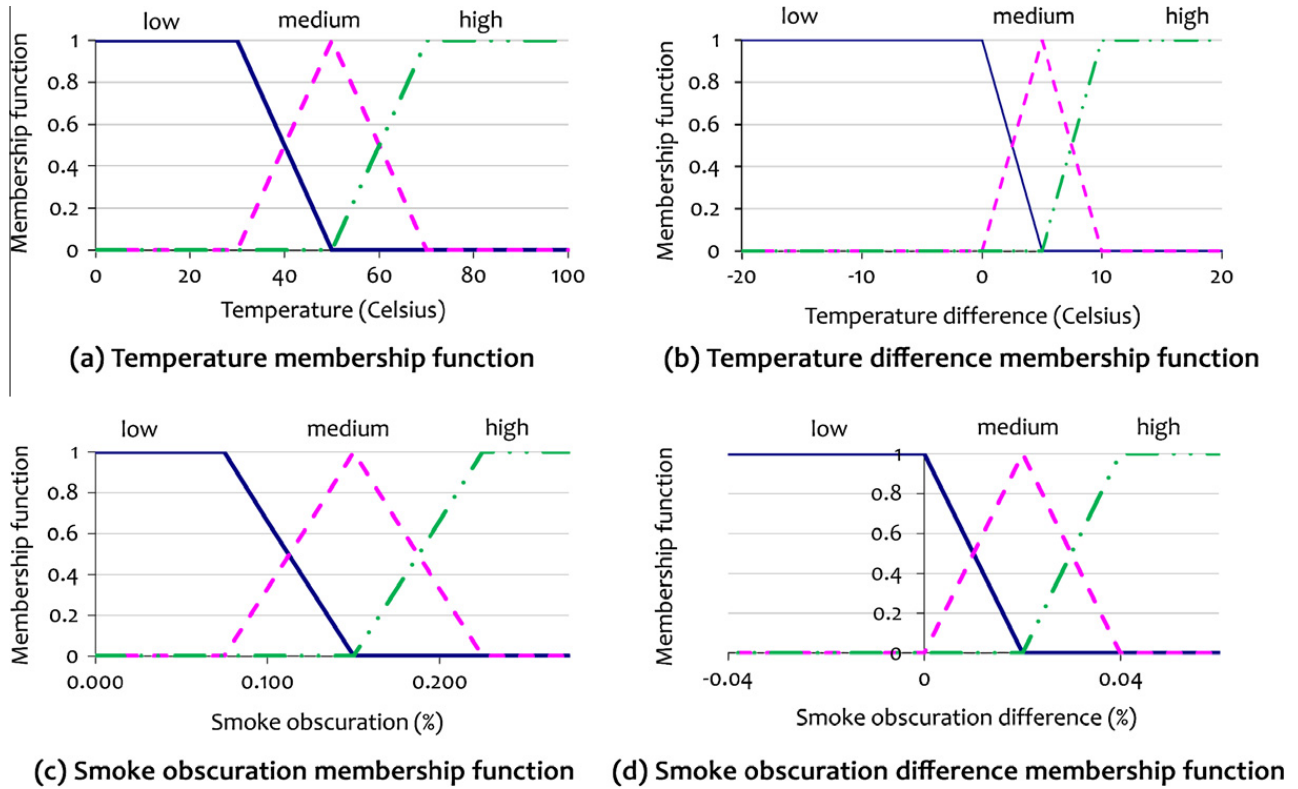 low medium high
1
0.8
0.6
0.4
0.2
0
0 20 40 60 80 100
Membership function
Temperature (Celsius)
(a) Temperature membership function
low medium high
1
0.8
0.6
0.4
0.2
0
-20 -10 0 10 20
Membership function
Temperature difference (Celsius)
(b) Temperature difference membership function
low medium high
1
0.8
0.6
0.4
0.2
0
0.000 0.100 0.200
Membership function
Smoke obscuration (%)
(c) Smoke obscuration membership function
low medium high
1
0.8
0.6
0.4
0.2
0
-0.04 0 0.04
Membership function
Smoke obscuration difference (%)
(d) Smoke obscuration difference membership function